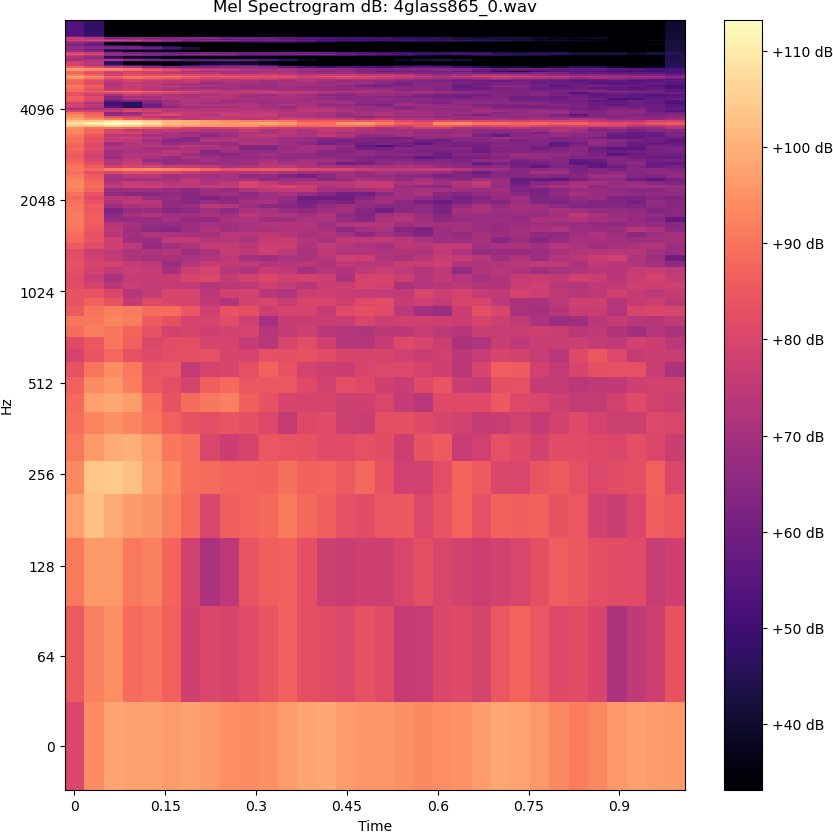 Mel Spectrogram dB: 4glass865_0.wav
+110 dB
4096
+100 dB
2048
+90 dB
1024
+80 dB
512
Hz
+70 dB
256
+60 dB
128
+50 dB
64
+40 dB
0
0 0.15 0.3 0.45 0.6 0.75 0.9
Time